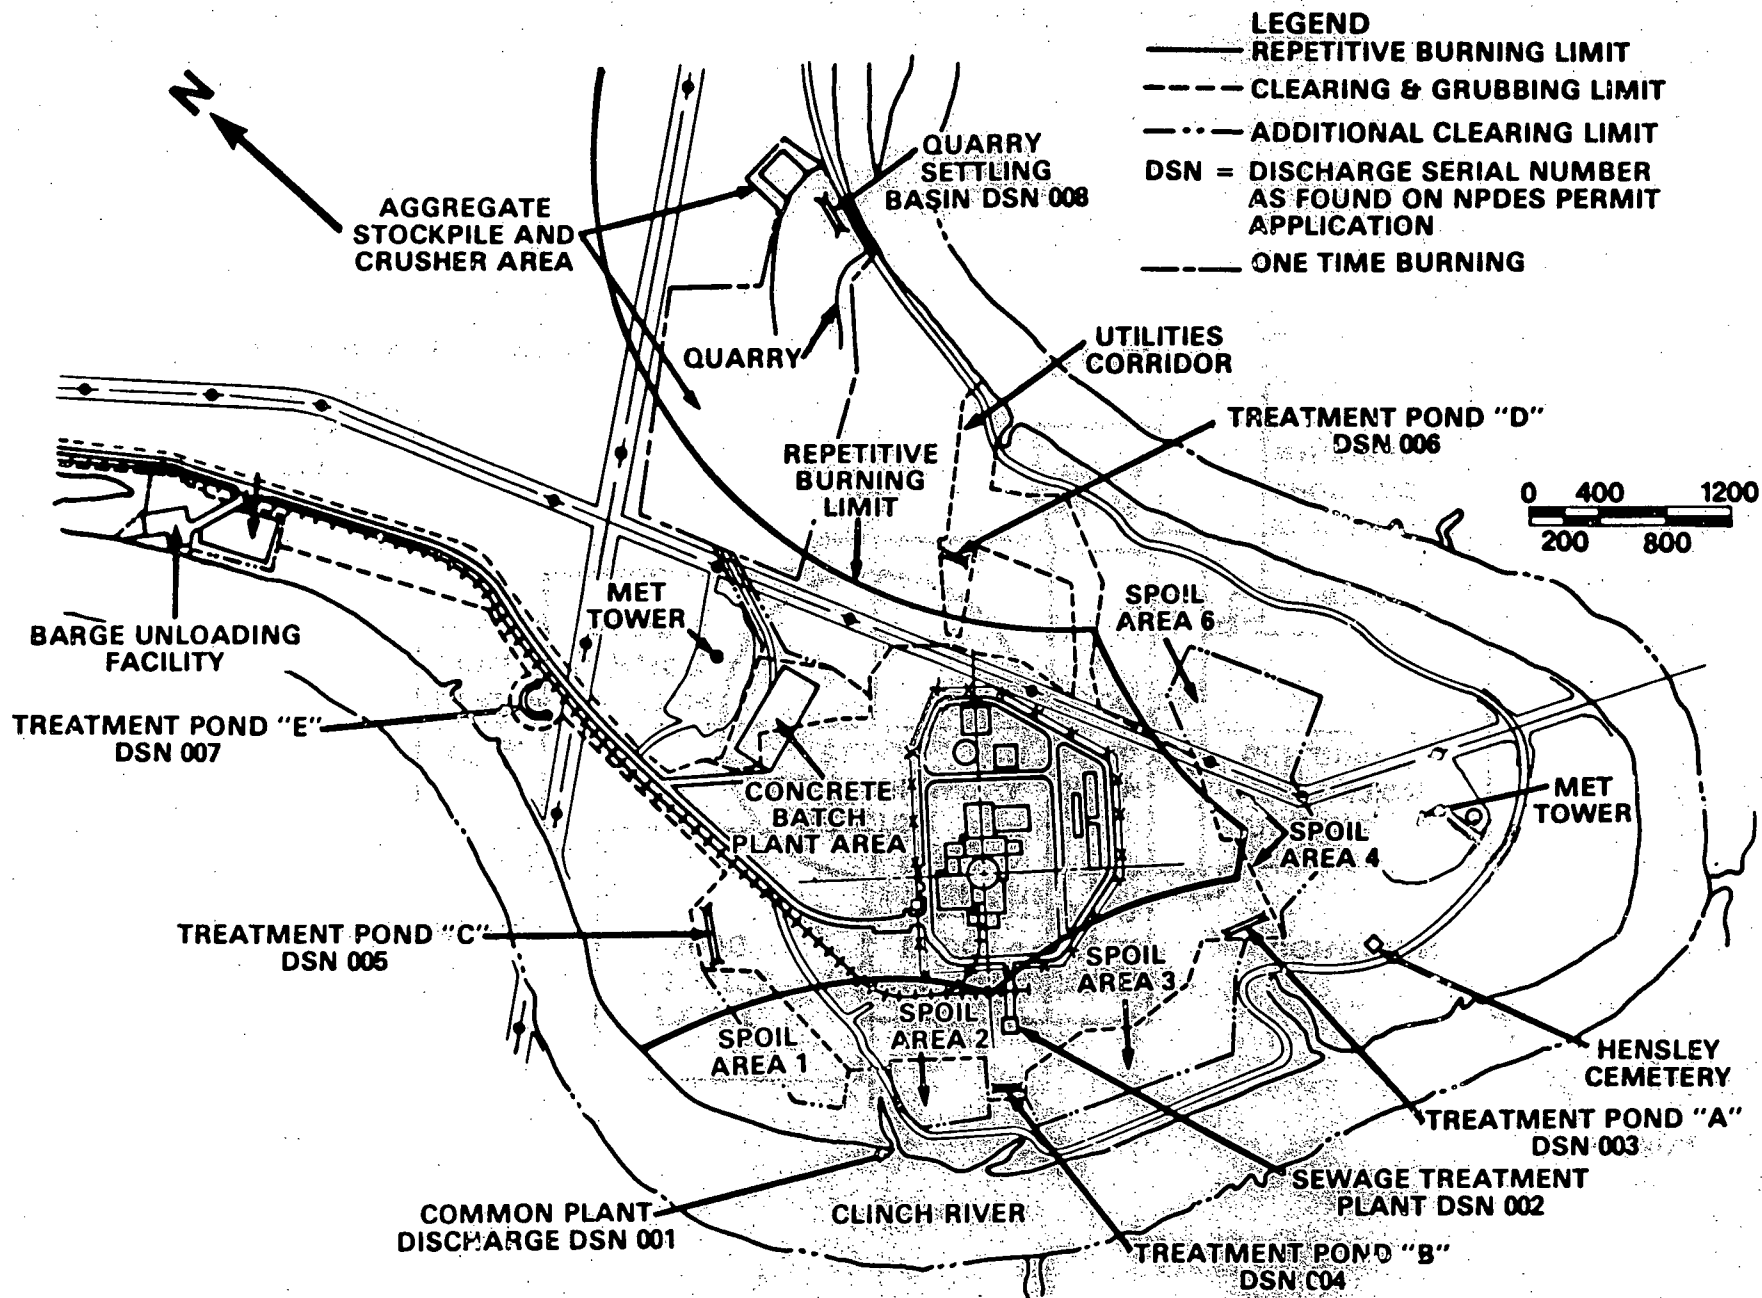 LEGEND
REPETITIVE BURNING LIMIT
CLEARING & GRUBBING LIMIT
ADDITIONAL CLEARING LIMIT
DSN = DISCHARGE SERIAL NUMBER
AS FOUND ON NPDES PERMIT
APPLICATION
ONE TIME BURNING
N
QUARRY
SETTLING
BASIN DSN 008
AGGREGATE
STOCKPILE AND
CRUSHER AREA
QUARRY
UTILITIES
CORRIDOR
TREATMENT POND "D"
DSN 006
REPETITIVE
BURNING
LIMIT
0 400 1200
200 800
MET
TOWER
SPOIL
AREA 6
BARGE UNLOADING
FACILITY
TREATMENT POND "E"
DSN 007
CONCRETE
BATCH
PLANT AREA
MET
TOWER
SPOIL
AREA 4
TREATMENT POND "C"
DSN 005
SPOIL
AREA 3
SPOIL
AREA 2
SPOIL
AREA 1
HENSLEY
CEMETERY
TREATMENT POND "A"
DSN 003
SEWAGE TREATMENT
PLANT DSN 002
COMMON PLANT
DISCHARGE DSN 001
CLINCH RIVER
TREATMENT POND "B"
DSN 004